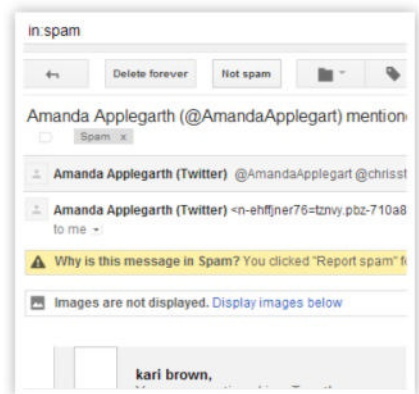 in:spam
Delete forever Not spam
Amanda Applegarth (@AmandaApplegart) mention
Spam x
Amanda Applegarth (Twitter) @AmandaApplegart @chrisst
Amanda Applegarth (Twitter) <n-ehffjner76=tznvy.pbz-710a8
to me
Why is this message in Spam? You clicked "Report spam" f
Images are not displayed. Display images below
kari brown,